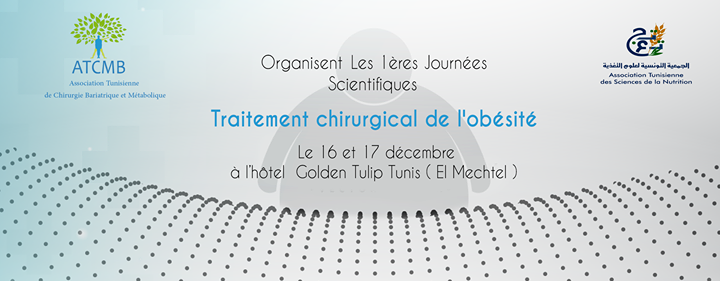 ATCMB
Association Tunisienne
de Chirurgie Bariatrique et Métabolique
الجمعية التونسية لعلوم التغذية
Association Tunisienne
des Sciences de la Nutrition
Organisent Les 1ères Journées
Scientifiques
Traitement chirurgical de l'obésité
Le 16 et 17 décembre
à l'hôtel Golden Tulip Tunis ( El Mechtel )